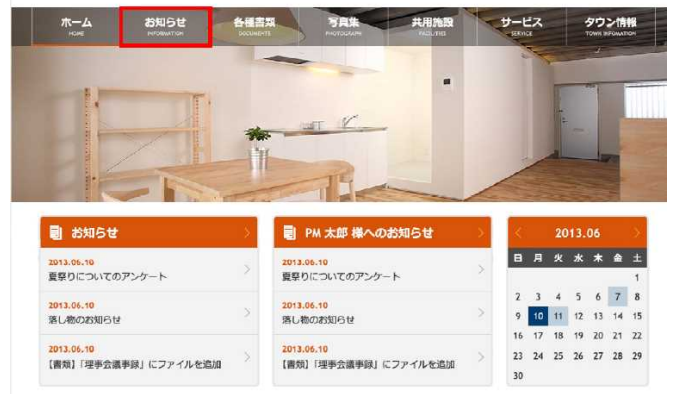 ホーム
HOME
お知らせ
INFORMATION
各種書類
DOCUMENTS
写真集
PHOTOGRAPH
共用施設
FACILITIES
サービス
SERVICE
タウン情報
TOWN INFOMATION
お知らせ
2013.06.10
夏祭りについてのアンケート
2013.06.10
落し物のお知らせ
2013.06.10
【書類】「理事会議事録」にファイルを追加
PM 太郎 様へのお知らせ
2013.06.10
夏祭りについてのアンケート
2013.06.10
落し物のお知らせ
2013.06.10
【書類】「理事会議事録」にファイルを追加
2013.06
日 月 火 水 木 金 土
1
2 3 4 5 6 7 8
9 10 11 12 13 14 15
16 17 18 19 20 21 22
23 24 25 26 27 28 29
30